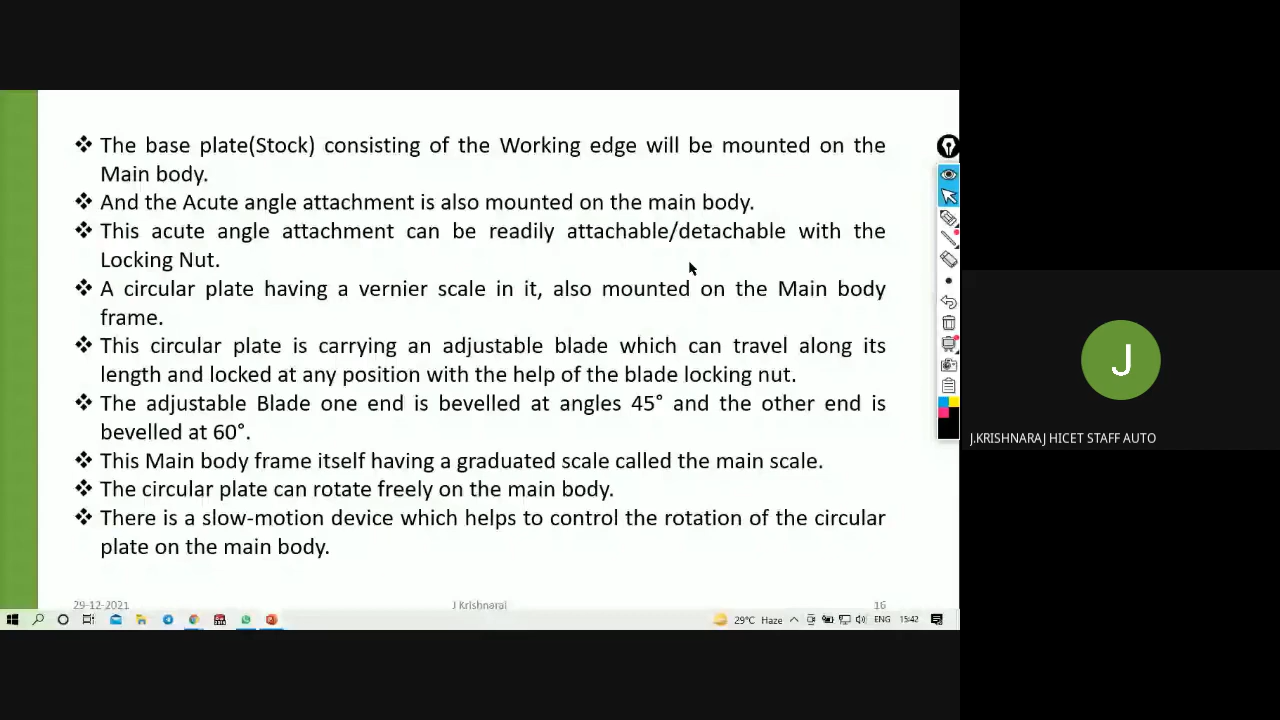 ❖ The base plate(Stock) consisting of the Working edge will be mounted on the
Main body.
❖ And the Acute angle attachment is also mounted on the main body.
❖ This acute angle attachment can be readily attachable/detachable with the
Locking Nut.
❖ A circular plate having a vernier scale in it, also mounted on the Main body
frame.
❖ This circular plate is carrying an adjustable blade which can travel along its
length and locked at any position with the help of the blade locking nut.
❖ The adjustable Blade one end is bevelled at angles 45° and the other end is
bevelled at 60°.
❖ This Main body frame itself having a graduated scale called the main scale.
❖ The circular plate can rotate freely on the main body.
❖ There is a slow-motion device which helps to control the rotation of the circular
plate on the main body.
29-12-2021 J Krishnaraj 16
29°C Haze ENG 15:42
J
J.KRISHNARAJ HICET STAFF AUTO